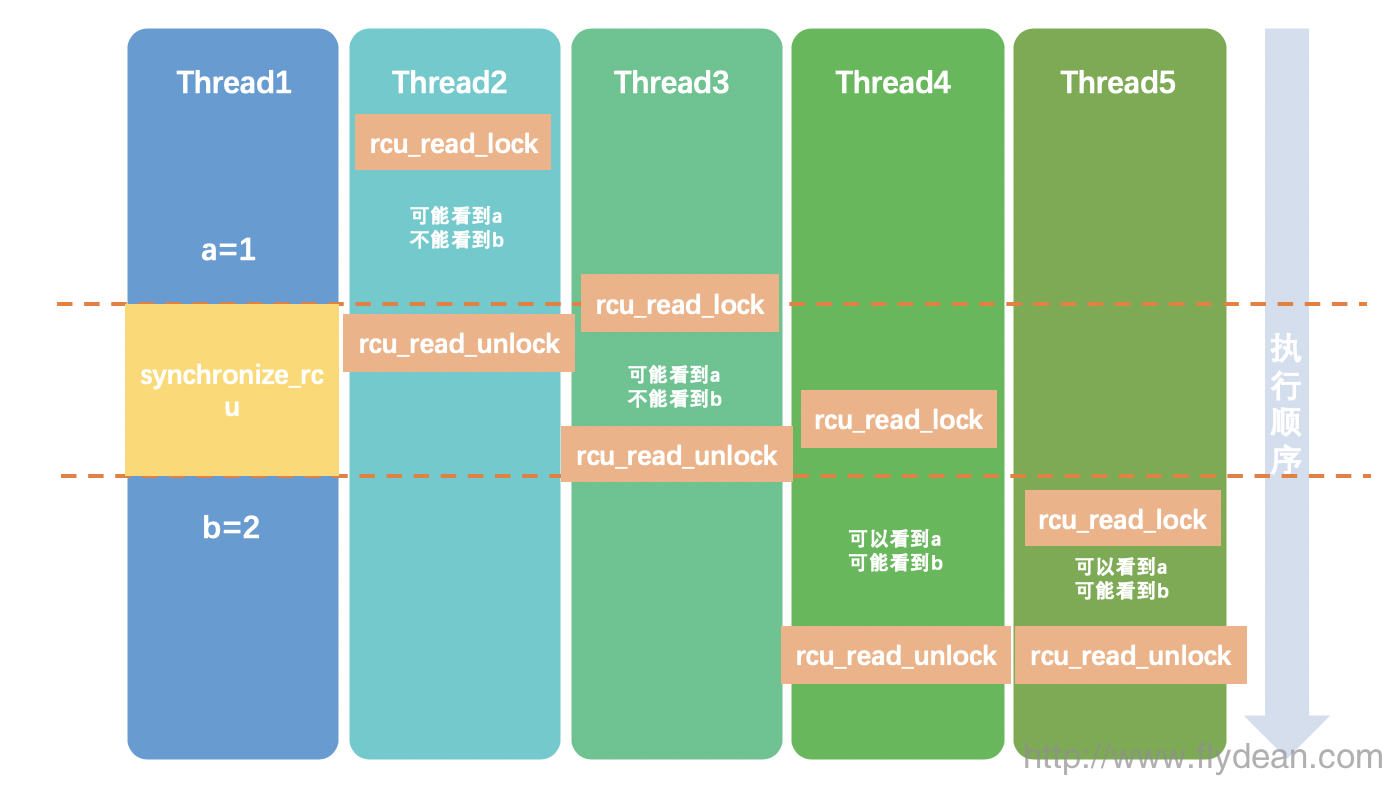 Thread1
Thread2
Thread3
Thread4
Thread5
rcu_read_lock
可能看到a
不能看到b
a=1
rcu_read_lock
rcu_read_unlock
synchronize_rc
u
可能看到a
不能看到b
rcu_read_lock
rcu_read_unlock
b=2
rcu_read_lock
可以看到a
可能看到b
可以看到a
可能看到b
rcu_read_unlock
rcu_read_unlock
执
行
顺
序
http://www.flydean.com